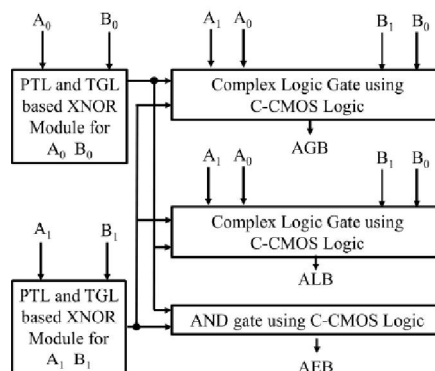 A₀ B₀ A₁ A₀ B₁ B₀
PTL and TGL
based XNOR
Module for
A₀ B₀
Complex Logic Gate using
C-CMOS Logic
AGB
A₁ A₀ B₁ B₀
Complex Logic Gate using
C-CMOS Logic
ALB
A₁ B₁
PTL and TGL
based XNOR
Module for
A₁ B₁
AND gate using C-CMOS Logic
AEB